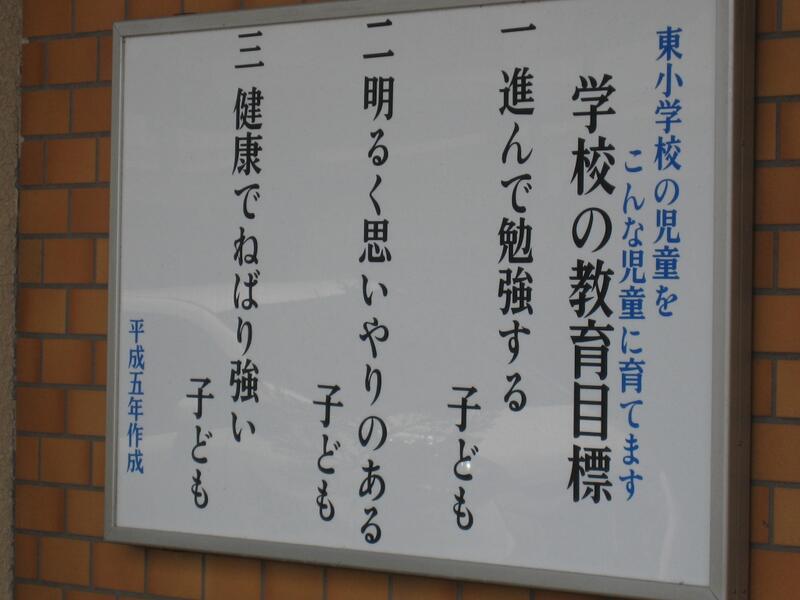 東小学校の児童を
こんな児童に育てます
学校の教育目標
一 進んで勉強する
子ども
二 明るく思いやりのある
子ども
三 健康でねばり強い
子ども
平成五年作成